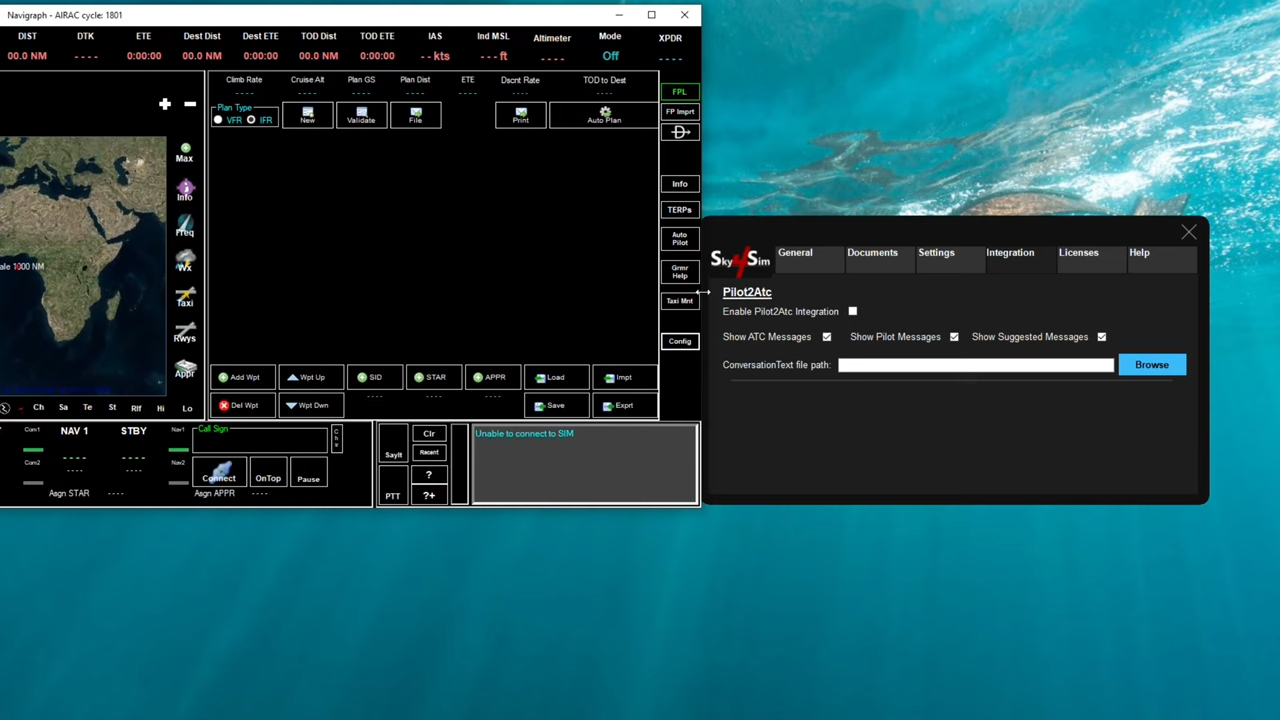 Navigraph - AIRAC cycle: 1801
DIST DTK ETE Dest Dist Dest ETE TOD Dist TOD ETE IAS Ind MSL Altimeter Mode XPDR
00.0 NM - - - - 0:00:00 00.0 NM 0:00:00 00.0 NM 0:00:00 - - kts - - - ft - - - - Off - - - -
Climb Rate Cruise Alt Plan GS Plan Dist ETE Dscnt Rate TOD to Dest
- - - - - - - - - - - - - - - - - - - - - - - - - - - -
FPL
Plan Type
VFR IFR
New Validate File Print Auto Plan
FP Imprt
D
Max
Info
Freq
Wx
Taxi
Rwys
Appr
ale 1000 NM
Info
TERPs
Auto
Pilot
Grmr
Help
Taxi Mnt
Config
Add Wpt Wpt Up SID STAR APPR Load Impt
- - - - - - - - - - - -
Del Wpt Wpt Dwn Save Exprt
Ch Sa Te St Rlf Hi Lo
Com1 NAV 1 STBY Nav1
- - - - - - - -
Com2 - - - - - - - - Nav2
Asgn STAR - - - - Asgn APPR - - - -
Call Sign
C
h
k
Connect OnTop Pause
SayIt
PTT
Clr
Recent
?
?+
Unable to connect to SIM
Sky4Sim
General Documents Settings Integration Licenses Help
Pilot2Atc
Enable Pilot2Atc Integration
Show ATC Messages Show Pilot Messages Show Suggested Messages
ConversationText file path: Browse